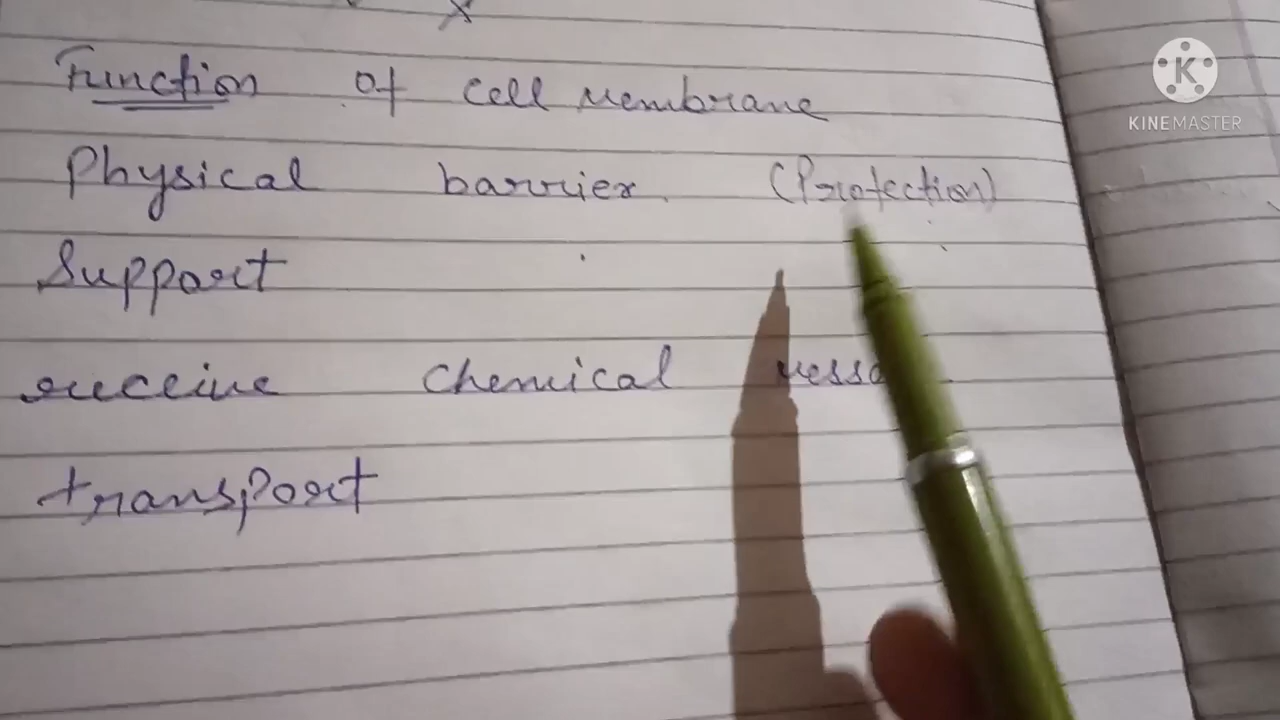 Function of cell membrane
KINEMASTER
Physical barrier (Protection)
Support
receive chemical
transport